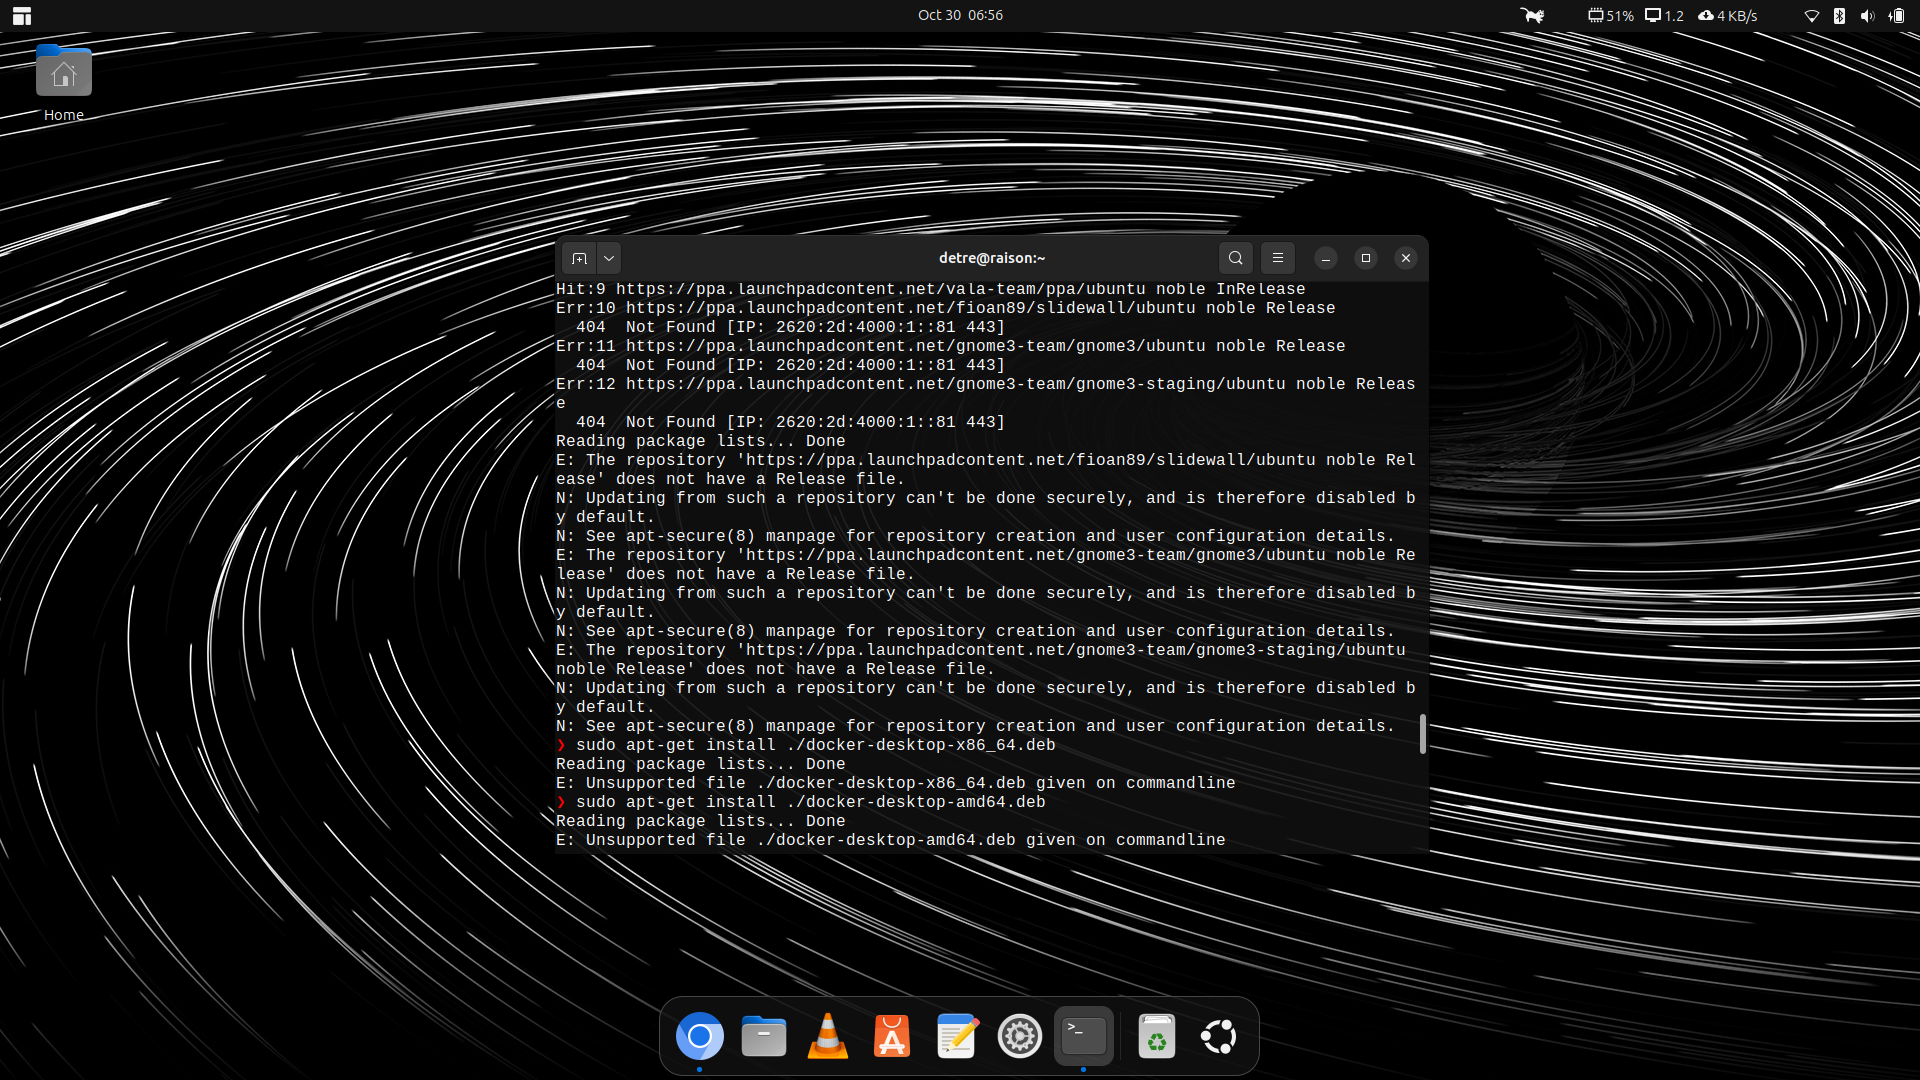 Oct 30 06:56
51% 1.2 4 KB/s
Home
detre@raison:~
Hit:9 https://ppa.launchpadcontent.net/vala-team/ppa/ubuntu noble InRelease
Err:10 https://ppa.launchpadcontent.net/fioan89/slidewall/ubuntu noble Release
  404  Not Found [IP: 2620:2d:4000:1::81 443]
Err:11 https://ppa.launchpadcontent.net/gnome3-team/gnome3/ubuntu noble Release
  404  Not Found [IP: 2620:2d:4000:1::81 443]
Err:12 https://ppa.launchpadcontent.net/gnome3-team/gnome3-staging/ubuntu noble Releas
e
  404  Not Found [IP: 2620:2d:4000:1::81 443]
Reading package lists... Done
E: The repository 'https://ppa.launchpadcontent.net/fioan89/slidewall/ubuntu noble Rel
ease' does not have a Release file.
N: Updating from such a repository can't be done securely, and is therefore disabled b
y default.
N: See apt-secure(8) manpage for repository creation and user configuration details.
E: The repository 'https://ppa.launchpadcontent.net/gnome3-team/gnome3/ubuntu noble Re
lease' does not have a Release file.
N: Updating from such a repository can't be done securely, and is therefore disabled b
y default.
N: See apt-secure(8) manpage for repository creation and user configuration details.
E: The repository 'https://ppa.launchpadcontent.net/gnome3-team/gnome3-staging/ubuntu
noble Release' does not have a Release file.
N: Updating from such a repository can't be done securely, and is therefore disabled b
y default.
N: See apt-secure(8) manpage for repository creation and user configuration details.
❯ sudo apt-get install ./docker-desktop-x86_64.deb
Reading package lists... Done
E: Unsupported file ./docker-desktop-x86_64.deb given on commandline
❯ sudo apt-get install ./docker-desktop-amd64.deb
Reading package lists... Done
E: Unsupported file ./docker-desktop-amd64.deb given on commandline